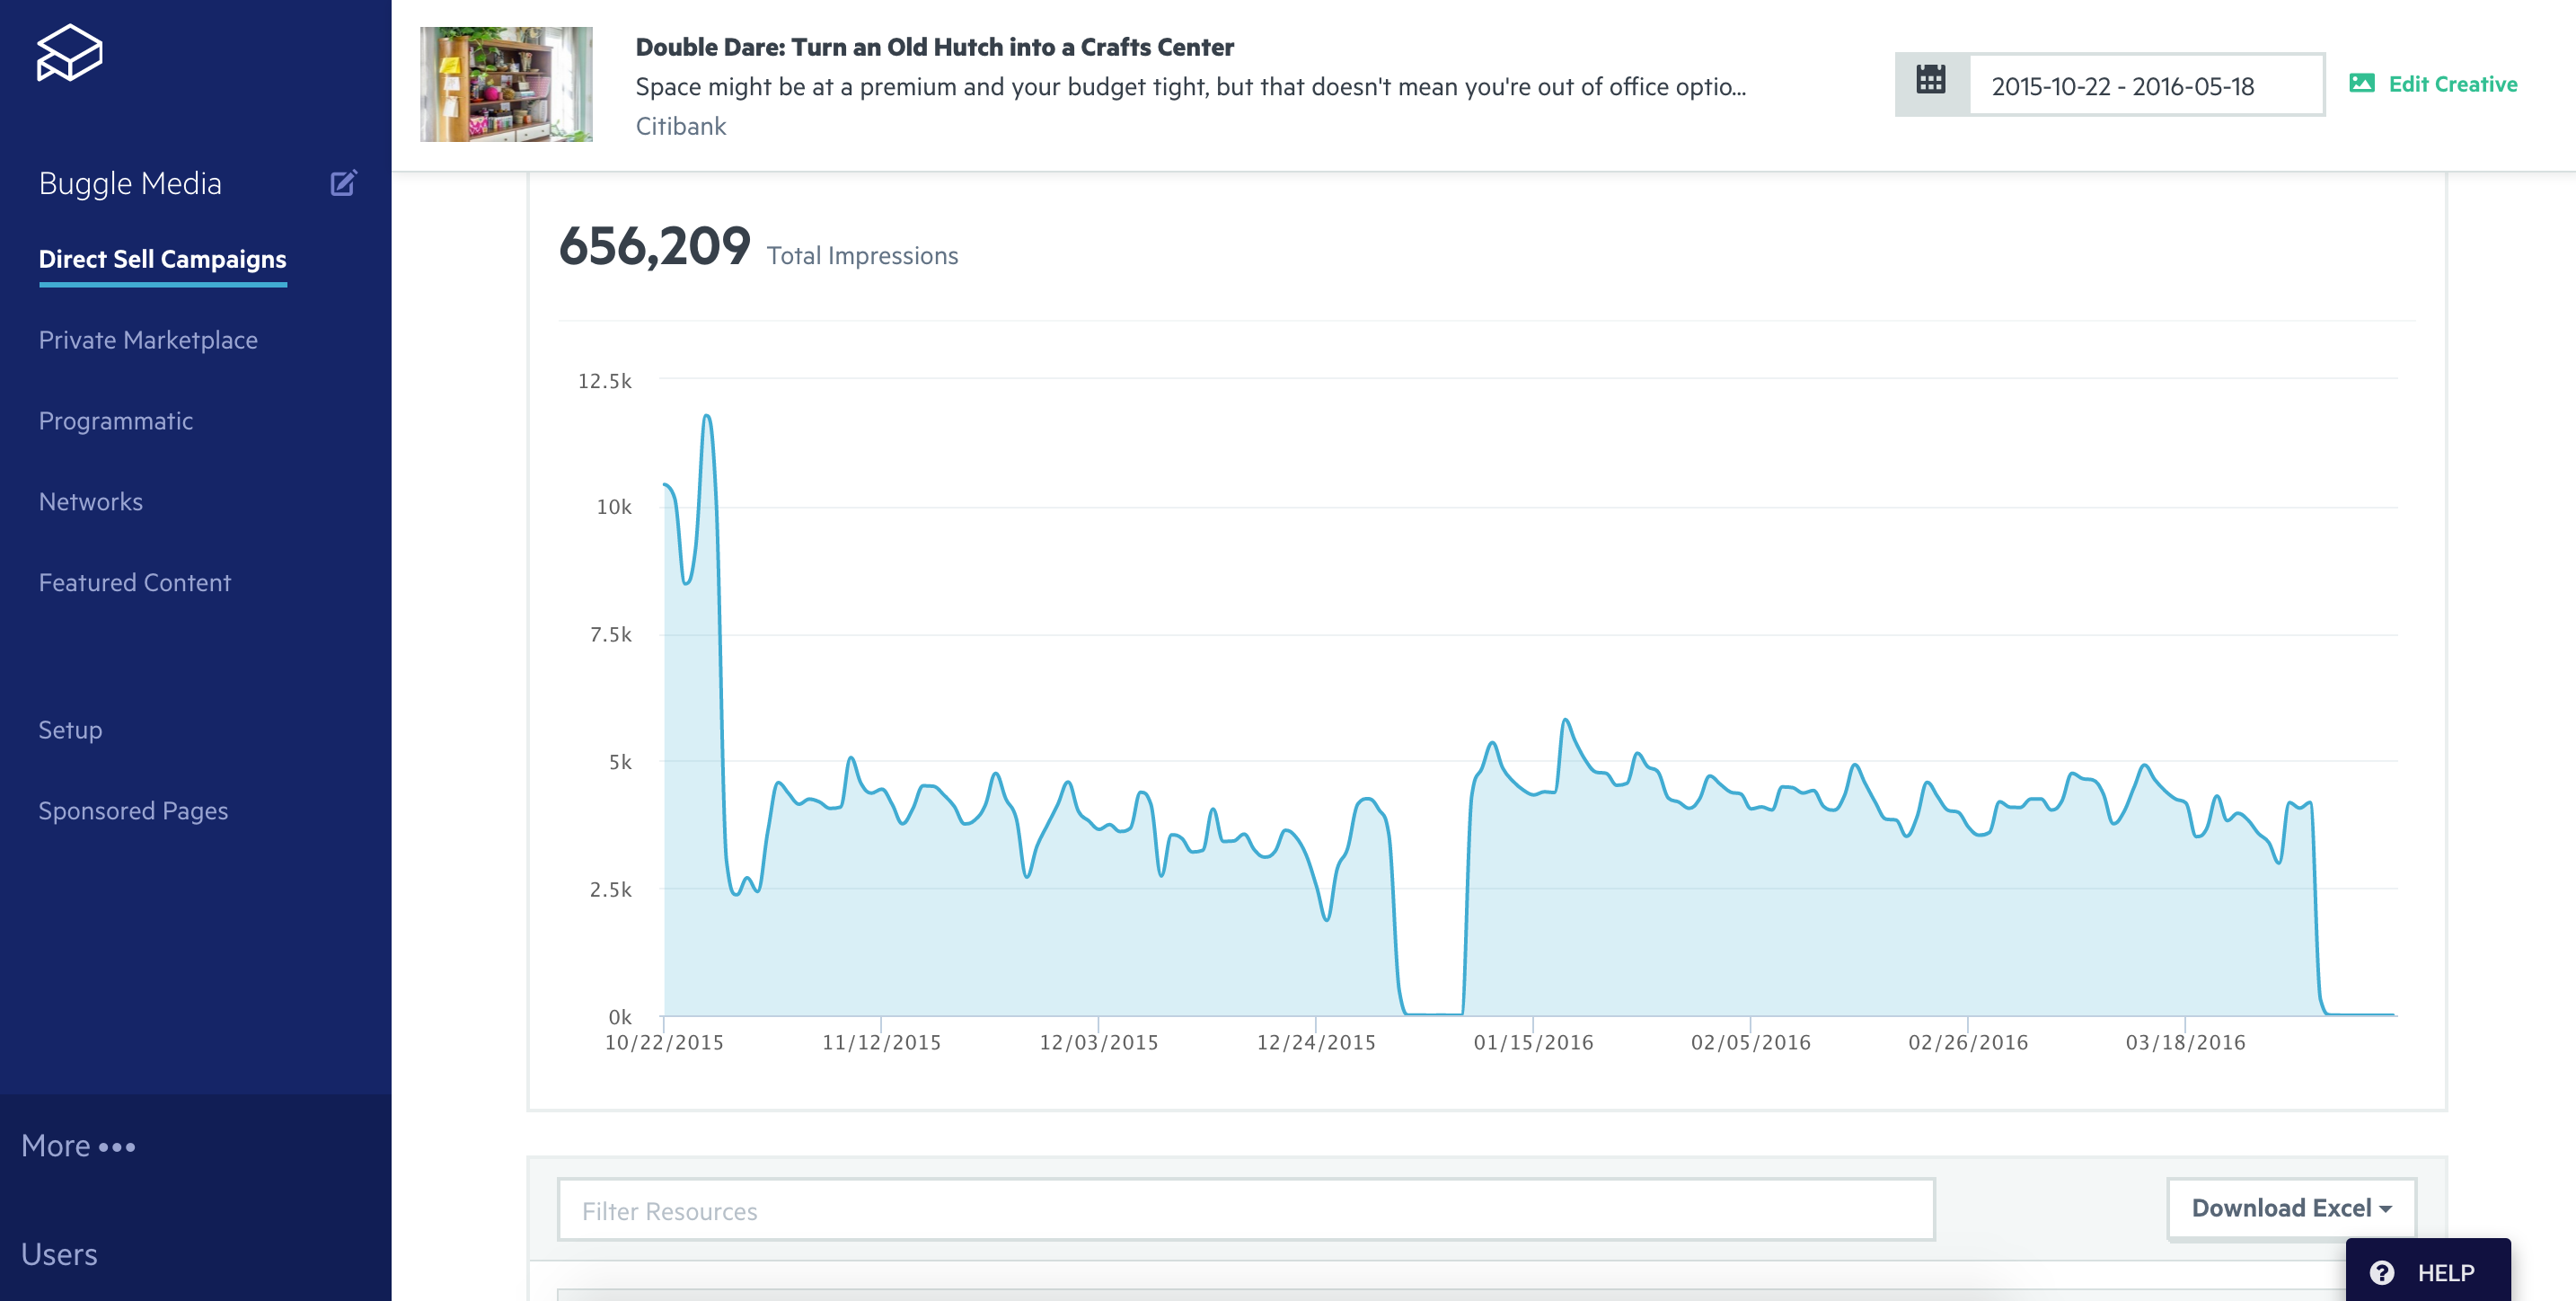 Double Dare: Turn an Old Hutch into a Crafts Center
Space might be at a premium and your budget tight, but that doesn't mean you're out of office optio...
Citibank
2015-10-22 - 2016-05-18
Edit Creative
Buggle Media
Direct Sell Campaigns
Private Marketplace
Programmatic
Networks
Featured Content
Setup
Sponsored Pages
More •••
Users
656,209 Total Impressions
12.5k
10k
7.5k
5k
2.5k
0k
10/22/2015 11/12/2015 12/03/2015 12/24/2015 01/15/2016 02/05/2016 02/26/2016 03/18/2016
Filter Resources
Download Excel
? HELP